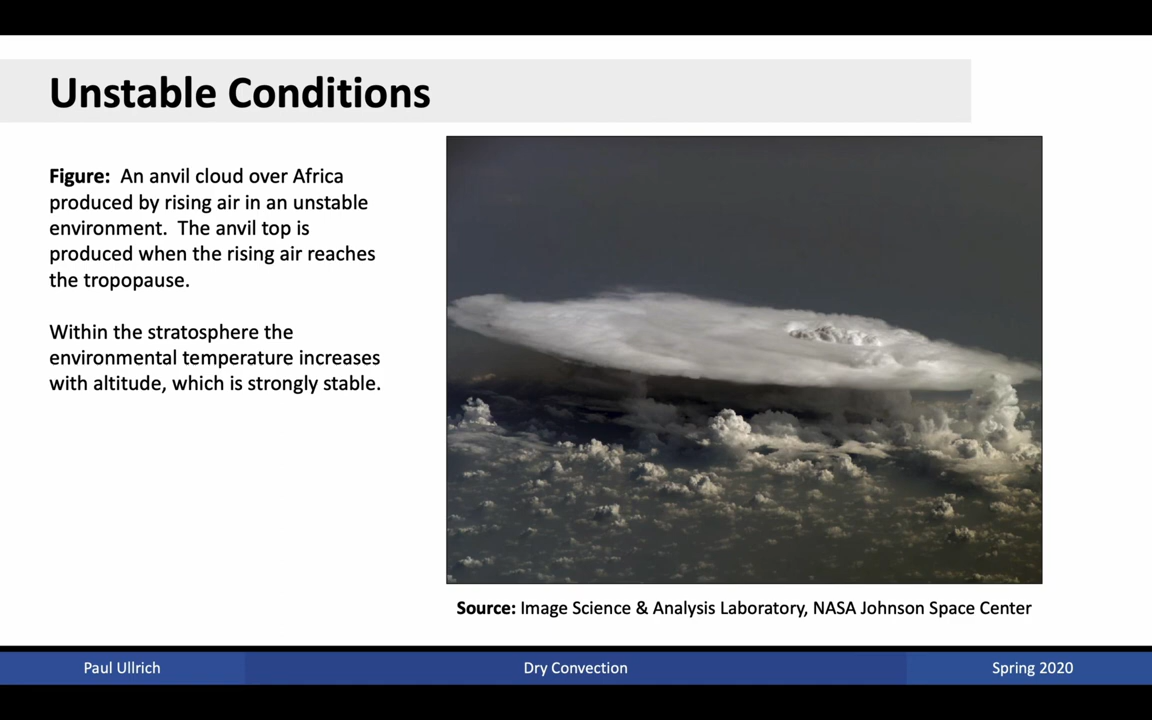 Unstable Conditions
Figure: An anvil cloud over Africa
produced by rising air in an unstable
environment. The anvil top is
produced when the rising air reaches
the tropopause.
Within the stratosphere the
environmental temperature increases
with altitude, which is strongly stable.
Source: Image Science & Analysis Laboratory, NASA Johnson Space Center
Paul Ullrich
Dry Convection
Spring 2020